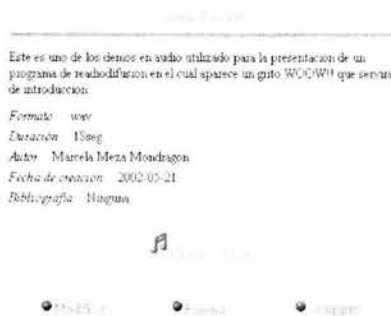 Este es uno de los demos en audio utilizado para la presentacion de un
programa de readiodifusion en el cual aparece un grito WOOW!! que servira
de introduccion
Formato wav
Duración 15seg
Autor Marcela Meza Mondragon
Fecha de creacion 2002-05-21
Bibliografia Ninguna